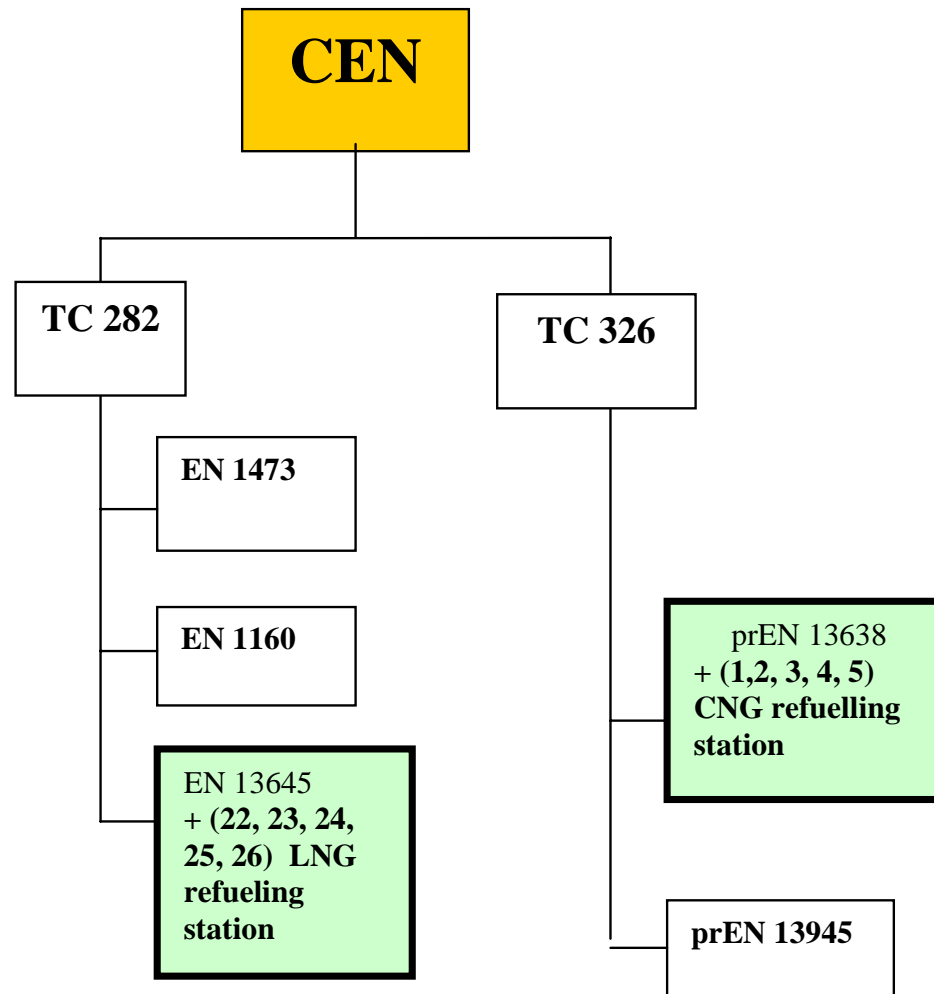 CEN
TC 282
TC 326
EN 1473
EN 1160
prEN 13638
+ (1,2, 3, 4, 5)
CNG refuelling
station
EN 13645
+ (22, 23, 24,
25, 26) LNG
refueling
station
prEN 13945